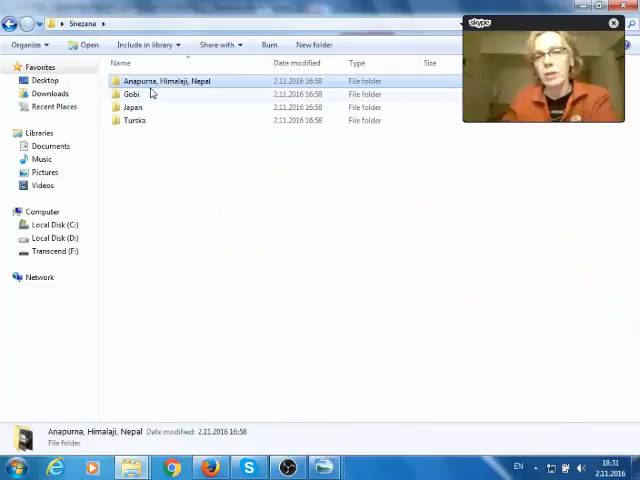 Snezana
skype
Organize Open Include in library Share with Burn New folder
Name Date modified Type Size
Favorites
Desktop
Downloads
Recent Places
Libraries
Documents
Music
Pictures
Videos
Computer
Local Disk (C:)
Local Disk (D:)
Transcend (F:)
Network
Anapurna, Himalaji, Nepal 2.11.2016 16:58 File folder
Gobi 2.11.2016 16:58 File folder
Japan 2.11.2016 16:58 File folder
Turska 2.11.2016 16:58 File folder
Anapurna, Himalaji, Nepal Date modified: 2.11.2016 16:58
File folder
EN
18:31
2.11.2016